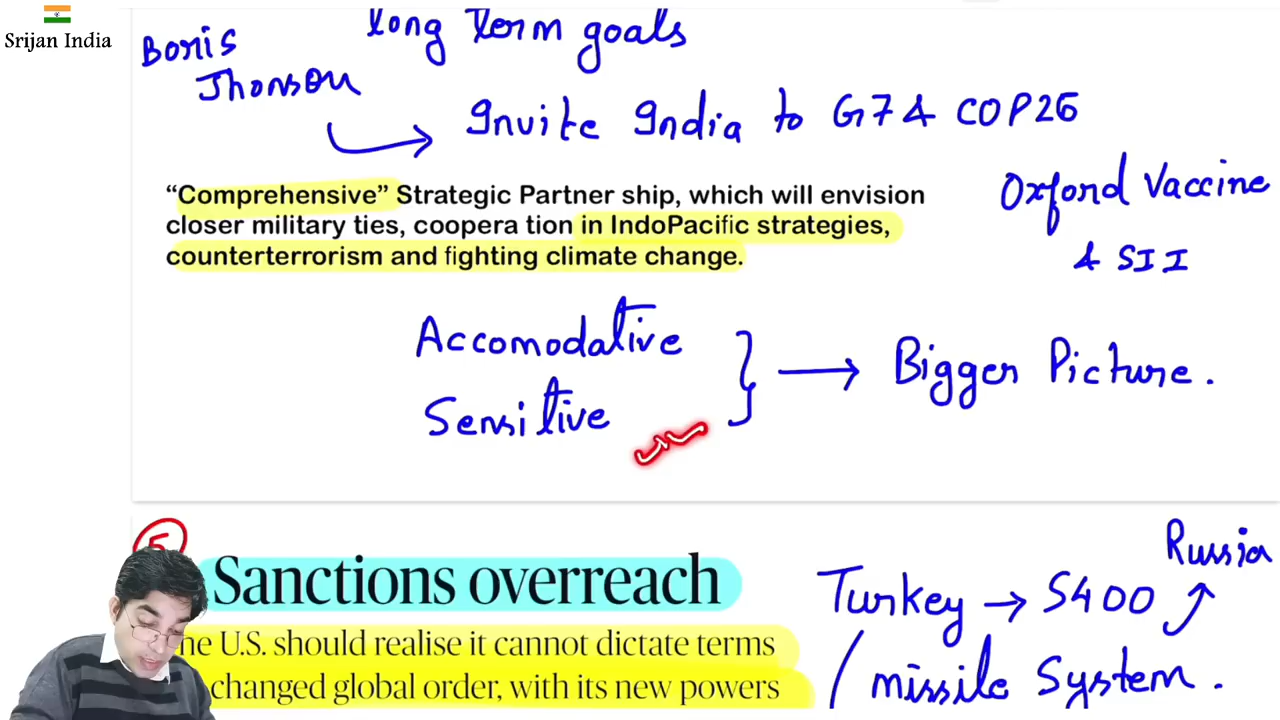 Srijan India
long term goals
Boris
Jhonson
Invite India to G7 & COP26
"Comprehensive" Strategic Partner ship, which will envision
closer military ties, coopera tion in IndoPacific strategies,
counterterrorism and fighting climate change.
Oxford Vaccine
& SII
Accomodative
Sensitive
Bigger Picture.
5
Sanctions overreach
he U.S. should realise it cannot dictate terms
changed global order, with its new powers
Russia
Turkey → S400
missile System.